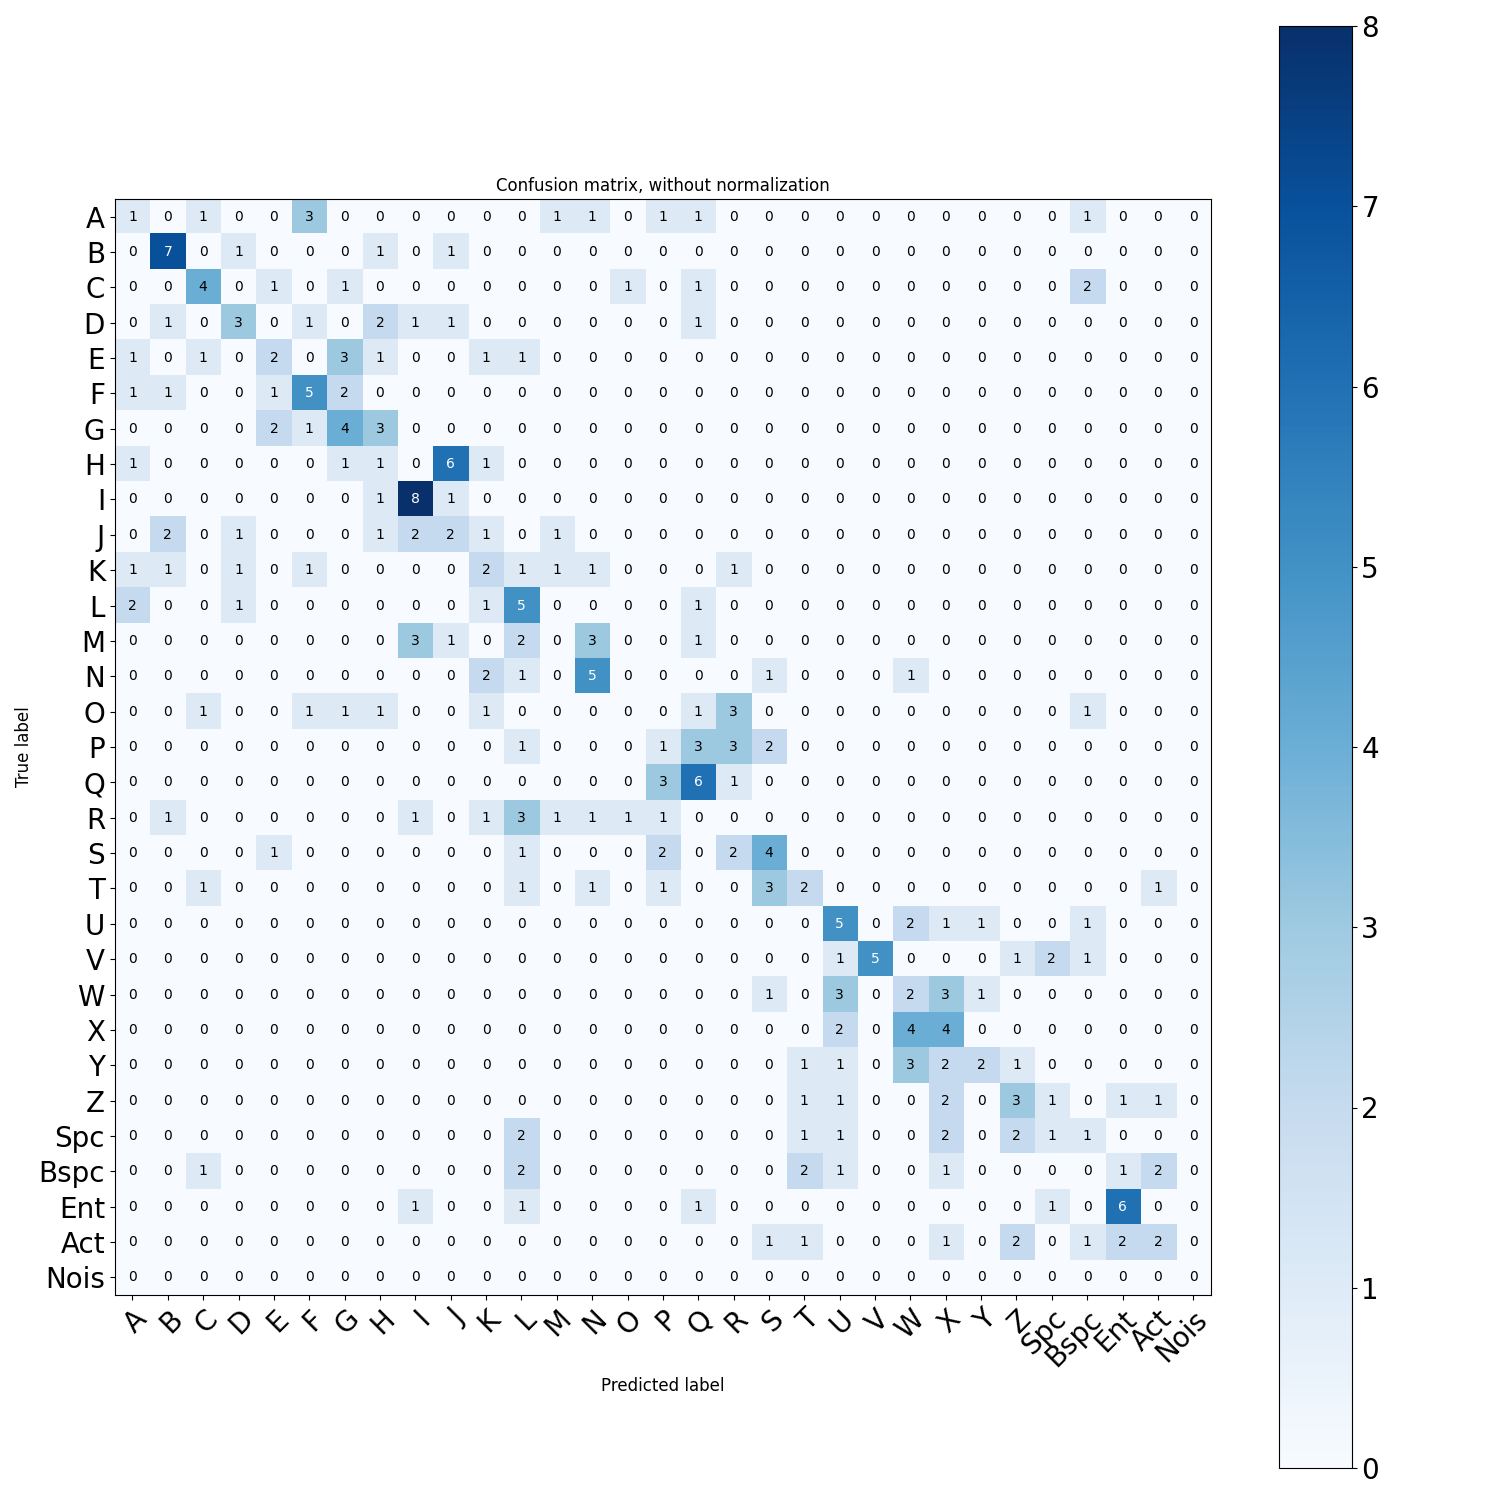 Confusion matrix, without normalization
A 1 0 1 0 0 3 0 0 0 0 0 0 1 1 0 1 1 0 0 0 0 0 0 0 0 0 0 1 0 0 0
B 0 7 0 1 0 0 0 1 0 1 0 0 0 0 0 0 0 0 0 0 0 0 0 0 0 0 0 0 0 0 0
C 0 0 4 0 1 0 1 0 0 0 0 0 0 0 1 0 1 0 0 0 0 0 0 0 0 0 0 2 0 0 0
D 0 1 0 3 0 1 0 2 1 1 0 0 0 0 0 0 1 0 0 0 0 0 0 0 0 0 0 0 0 0 0
E 1 0 1 0 2 0 3 1 0 0 1 1 0 0 0 0 0 0 0 0 0 0 0 0 0 0 0 0 0 0 0
F 1 1 0 0 1 5 2 0 0 0 0 0 0 0 0 0 0 0 0 0 0 0 0 0 0 0 0 0 0 0 0
G 0 0 0 0 2 1 4 3 0 0 0 0 0 0 0 0 0 0 0 0 0 0 0 0 0 0 0 0 0 0 0
H 1 0 0 0 0 0 1 1 0 6 1 0 0 0 0 0 0 0 0 0 0 0 0 0 0 0 0 0 0 0 0
I 0 0 0 0 0 0 0 1 8 1 0 0 0 0 0 0 0 0 0 0 0 0 0 0 0 0 0 0 0 0 0
J 0 2 0 1 0 0 0 1 2 2 1 0 1 0 0 0 0 0 0 0 0 0 0 0 0 0 0 0 0 0 0
K 1 1 0 1 0 1 0 0 0 0 2 1 1 1 0 0 0 1 0 0 0 0 0 0 0 0 0 0 0 0 0
L 2 0 0 1 0 0 0 0 0 0 1 5 0 0 0 0 1 0 0 0 0 0 0 0 0 0 0 0 0 0 0
M 0 0 0 0 0 0 0 0 3 1 0 2 0 3 0 0 1 0 0 0 0 0 0 0 0 0 0 0 0 0 0
N 0 0 0 0 0 0 0 0 0 0 2 1 0 5 0 0 0 0 1 0 0 0 1 0 0 0 0 0 0 0 0
O 0 0 1 0 0 1 1 1 0 0 1 0 0 0 0 0 1 3 0 0 0 0 0 0 0 0 0 1 0 0 0
P 0 0 0 0 0 0 0 0 0 0 0 1 0 0 0 1 3 3 2 0 0 0 0 0 0 0 0 0 0 0 0
Q 0 0 0 0 0 0 0 0 0 0 0 0 0 0 0 3 6 1 0 0 0 0 0 0 0 0 0 0 0 0 0
R 0 1 0 0 0 0 0 0 1 0 1 3 1 1 1 1 0 0 0 0 0 0 0 0 0 0 0 0 0 0 0
S 0 0 0 0 1 0 0 0 0 0 0 1 0 0 0 2 0 2 4 0 0 0 0 0 0 0 0 0 0 0 0
T 0 0 1 0 0 0 0 0 0 0 0 1 0 1 0 1 0 0 3 2 0 0 0 0 0 0 0 0 0 1 0
U 0 0 0 0 0 0 0 0 0 0 0 0 0 0 0 0 0 0 0 0 5 0 2 1 1 0 0 1 0 0 0
V 0 0 0 0 0 0 0 0 0 0 0 0 0 0 0 0 0 0 0 0 1 5 0 0 0 1 2 1 0 0 0
W 0 0 0 0 0 0 0 0 0 0 0 0 0 0 0 0 0 0 1 0 3 0 2 3 1 0 0 0 0 0 0
X 0 0 0 0 0 0 0 0 0 0 0 0 0 0 0 0 0 0 0 0 2 0 4 4 0 0 0 0 0 0 0
Y 0 0 0 0 0 0 0 0 0 0 0 0 0 0 0 0 0 0 0 1 1 0 3 2 2 1 0 0 0 0 0
Z 0 0 0 0 0 0 0 0 0 0 0 0 0 0 0 0 0 0 0 1 1 0 0 2 0 3 1 0 1 1 0
Spc 0 0 0 0 0 0 0 0 0 0 0 2 0 0 0 0 0 0 0 1 1 0 0 2 0 2 1 1 0 0 0
Bspc 0 0 1 0 0 0 0 0 0 0 0 2 0 0 0 0 0 0 0 2 1 0 0 1 0 0 0 0 1 2 0
Ent 0 0 0 0 0 0 0 0 1 0 0 1 0 0 0 0 1 0 0 0 0 0 0 0 0 0 1 0 6 0 0
Act 0 0 0 0 0 0 0 0 0 0 0 0 0 0 0 0 0 0 1 1 0 0 0 1 0 2 0 1 2 2 0
Nois 0 0 0 0 0 0 0 0 0 0 0 0 0 0 0 0 0 0 0 0 0 0 0 0 0 0 0 0 0 0 0
A B C D E F G H I J K L M N O P Q R S T U V W X Y Z Spc Bspc Ent Act Nois
Predicted label
True label
8
7
6
5
4
3
2
1
0